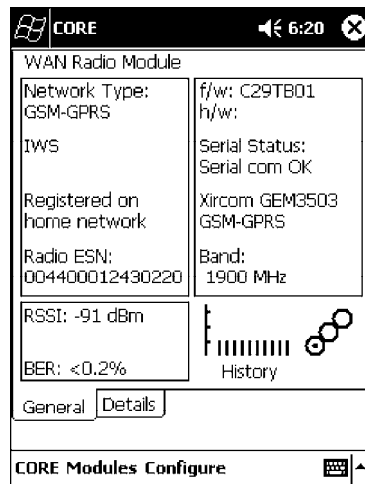 CORE 6:20
WAN Radio Module
Network Type:
GSM-GPRS
IWS
Registered on
home network
Radio ESN:
004400012430220
f/w: C29TB01
h/w:
Serial Status:
Serial com OK
Xircom GEM3503
GSM-GPRS
Band:
1900 MHz
RSSI: -91 dBm
BER: <0.2%
History
General Details
CORE Modules Configure